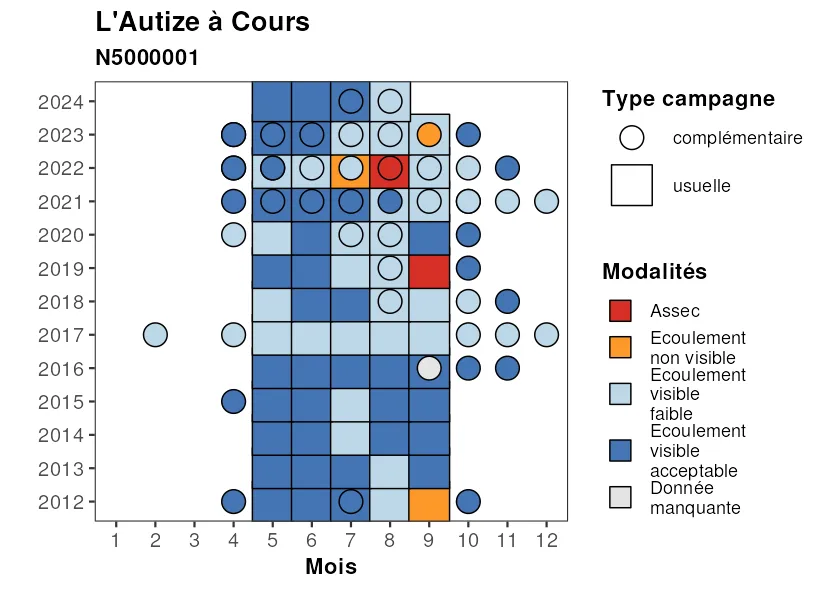 L'Autize à Cours
N5000001
2024
2023
2022
2021
2020
2019
2018
2017
2016
2015
2014
2013
2012
1 2 3 4 5 6 7 8 9 10 11 12
Mois
Type campagne
complémentaire
usuelle
Modalités
Assec
Ecoulement
non visible
Ecoulement
visible
faible
Ecoulement
visible
acceptable
Donnée
manquante